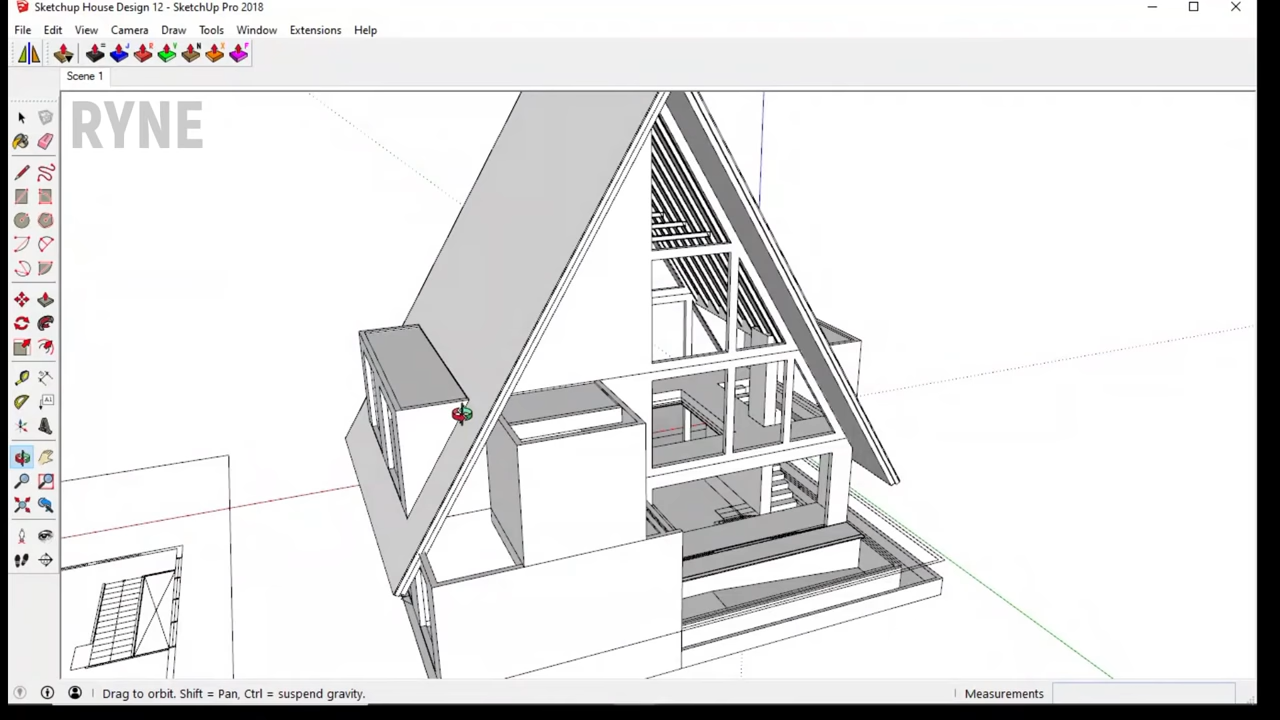 Sketchup House Design 12 - SketchUp Pro 2018
File Edit View Camera Draw Tools Window Extensions Help
= J R V N X F
Scene 1
RYNE
A1
Drag to orbit. Shift = Pan, Ctrl = suspend gravity.
Measurements